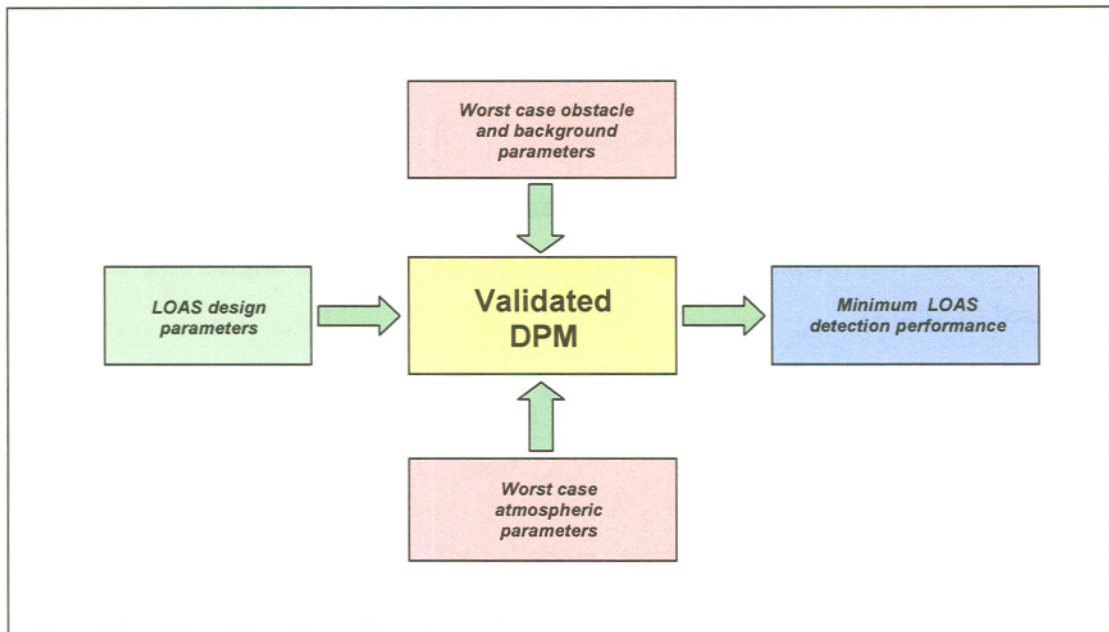 Worst case obstacle
and background
parameters
LOAS design
parameters
Validated
DPM
Minimum LOAS
detection performance
Worst case
atmospheric
parameters